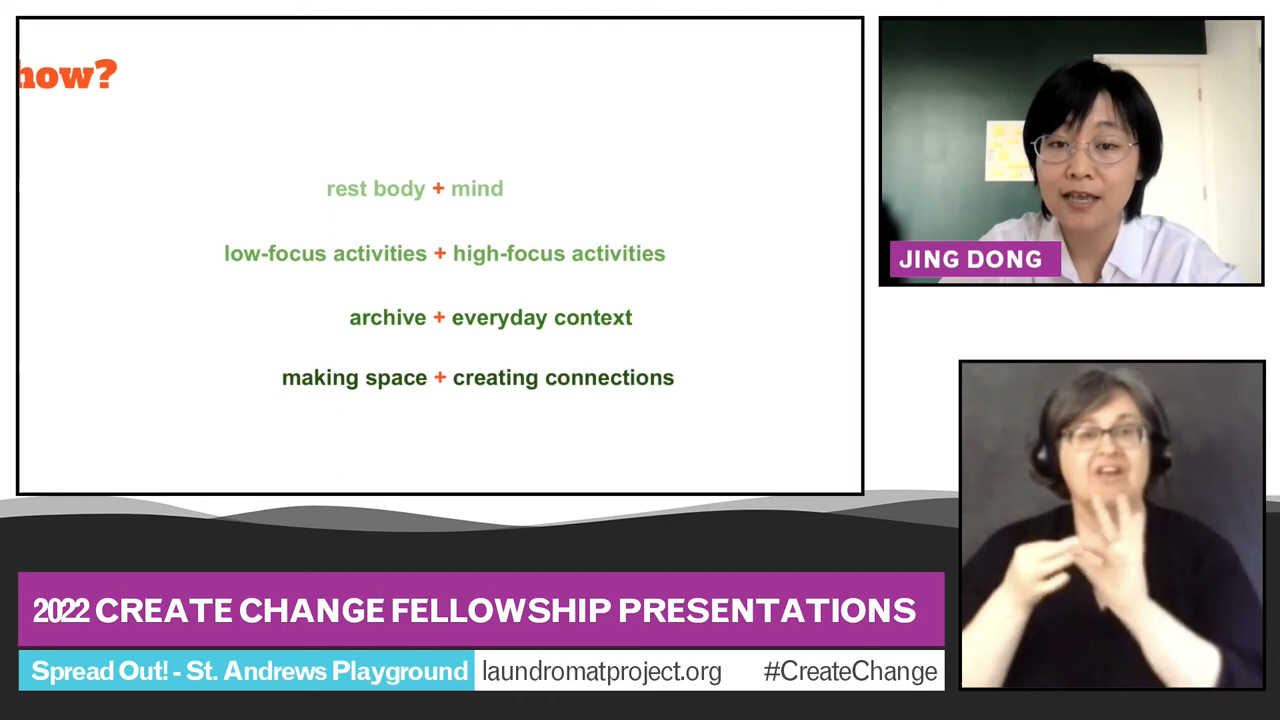 how?
rest body + mind
low-focus activities + high-focus activities
archive + everyday context
making space + creating connections
JING DONG
2022 CREATE CHANGE FELLOWSHIP PRESENTATIONS
Spread Out! - St. Andrews Playground
laundromatproject.org
#CreateChange